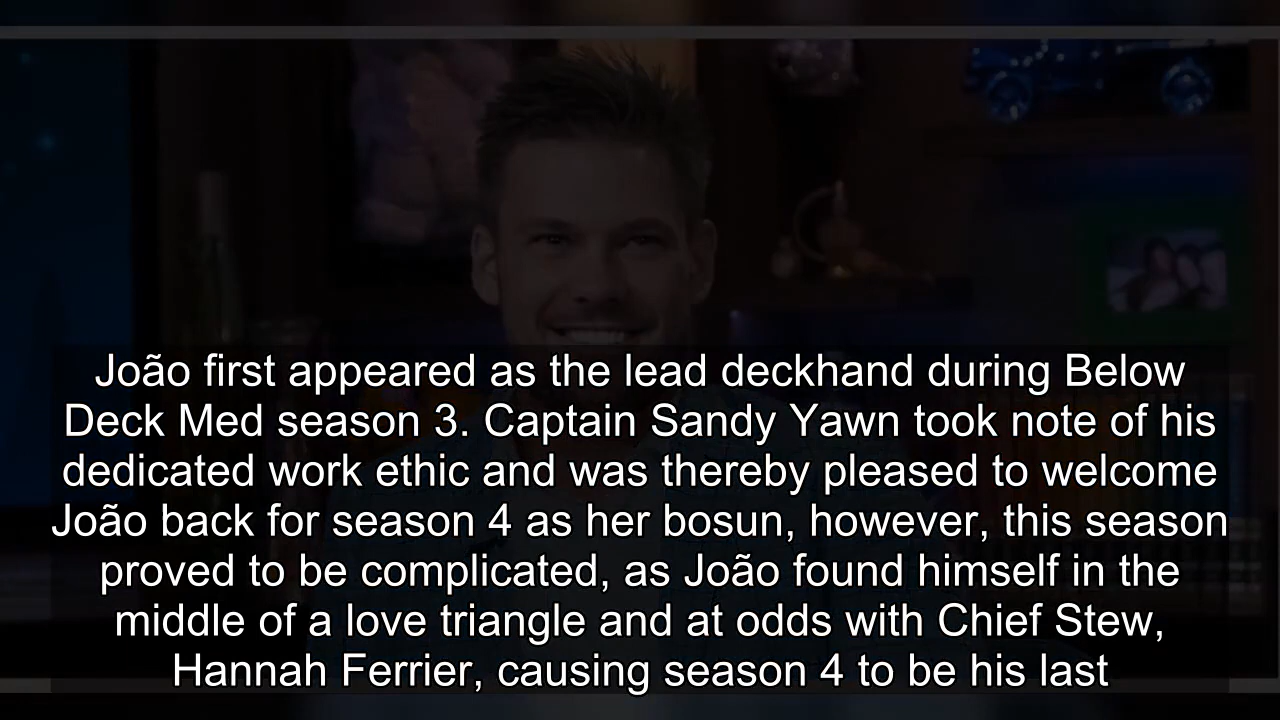 João first appeared as the lead deckhand during Below
Deck Med season 3. Captain Sandy Yawn took note of his
dedicated work ethic and was thereby pleased to welcome
João back for season 4 as her bosun, however, this season
proved to be complicated, as João found himself in the
middle of a love triangle and at odds with Chief Stew,
Hannah Ferrier, causing season 4 to be his last